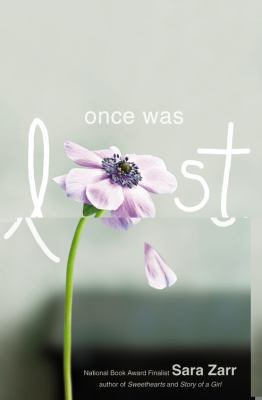 once was
lost
National Book Award Finalist Sara Zarr
author of Sweethearts and Story of a Girl